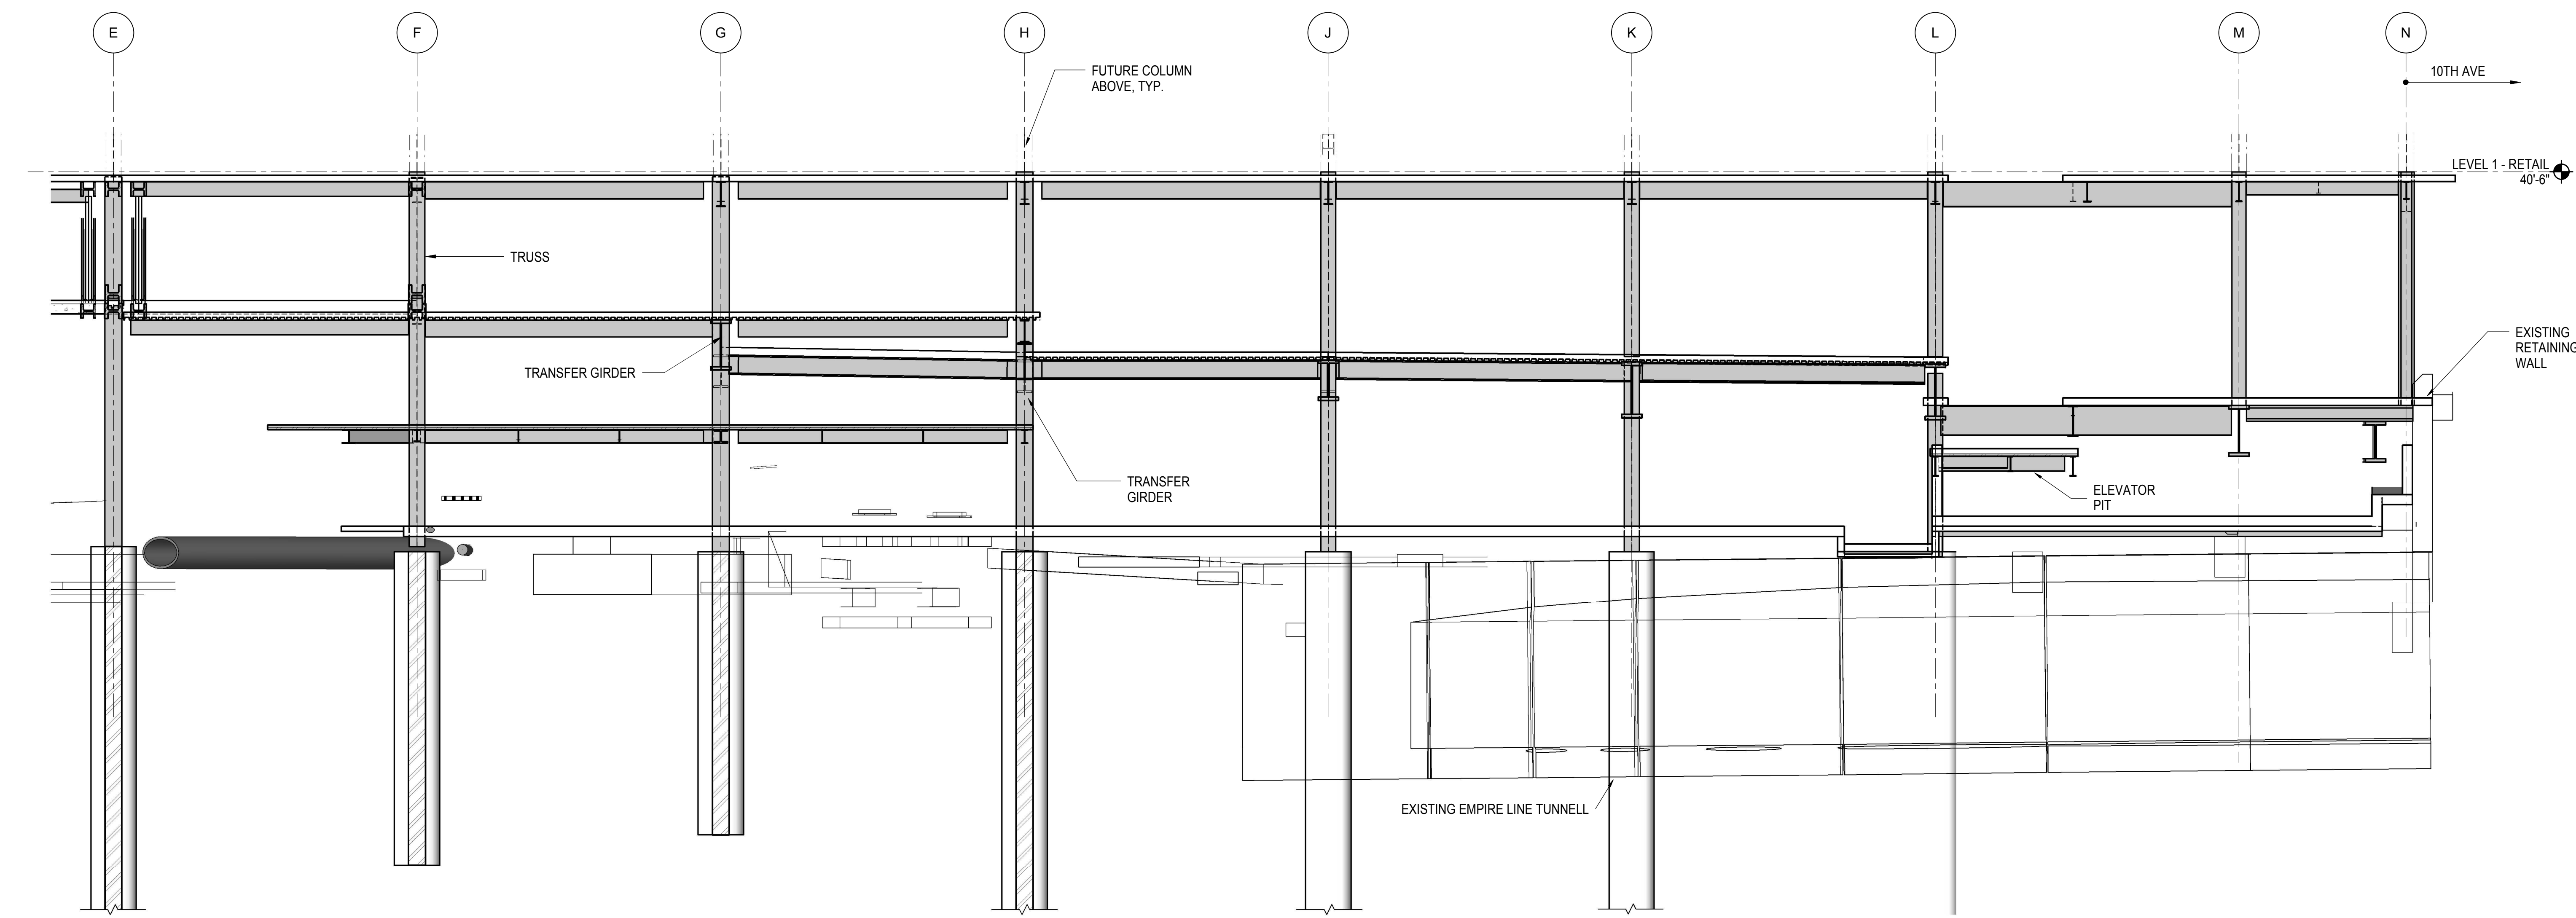 E
F
G
H
J
K
L
M
N
10TH AVE
FUTURE COLUMN
ABOVE, TYP.
LEVEL 1 - RETAIL
40'-6"
TRUSS
EXISTING
RETAINING
WALL
TRANSFER GIRDER
TRANSFER
GIRDER
ELEVATOR
PIT
EXISTING EMPIRE LINE TUNNELL